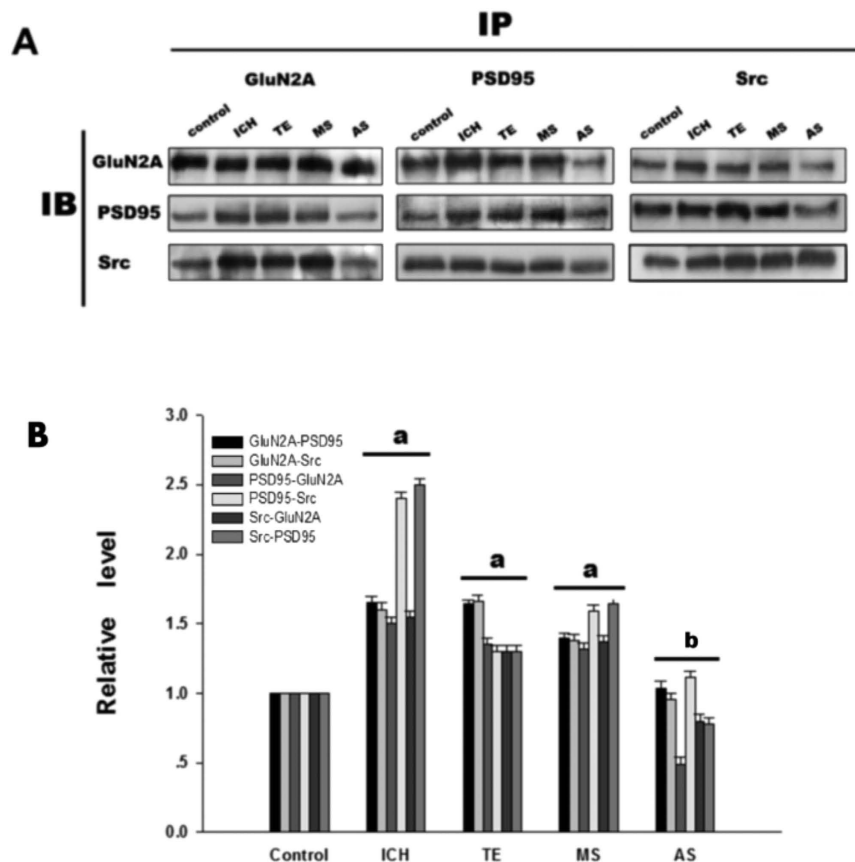 A
IP
GluN2A PSD95 Src
control ICH TE MS AS control ICH TE MS AS control ICH TE MS AS
IB
GluN2A
PSD95
Src
B
3.0
2.5
2.0
1.5
1.0
.5
0.0
Relative level
GluN2A-PSD95
GluN2A-Src
PSD95-GluN2A
PSD95-Src
Src-GluN2A
Src-PSD95
a
a
a
b
Control ICH TE MS AS